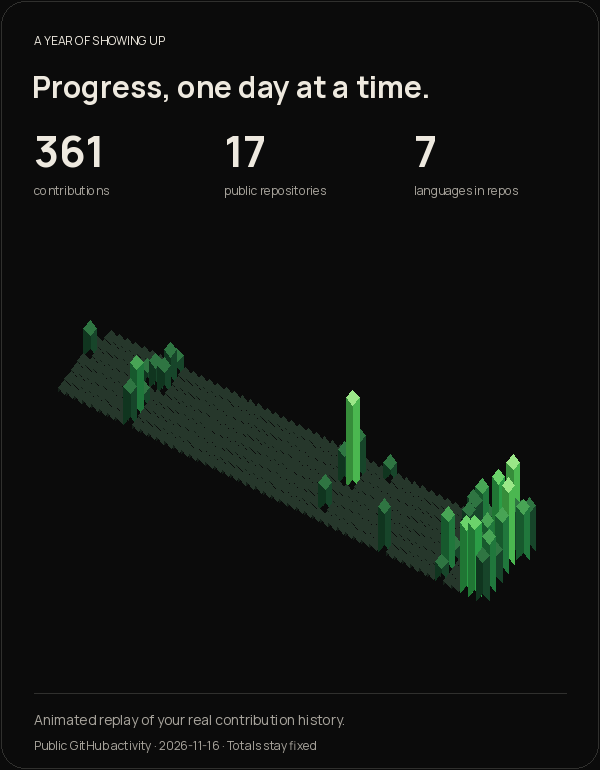 A YEAR OF SHOWING UP
Progress, one day at a time.
361 17 7
contributions public repositories languages in repos
Animated replay of your real contribution history.
Public GitHub activity · 2026-11-16 · Totals stay fixed